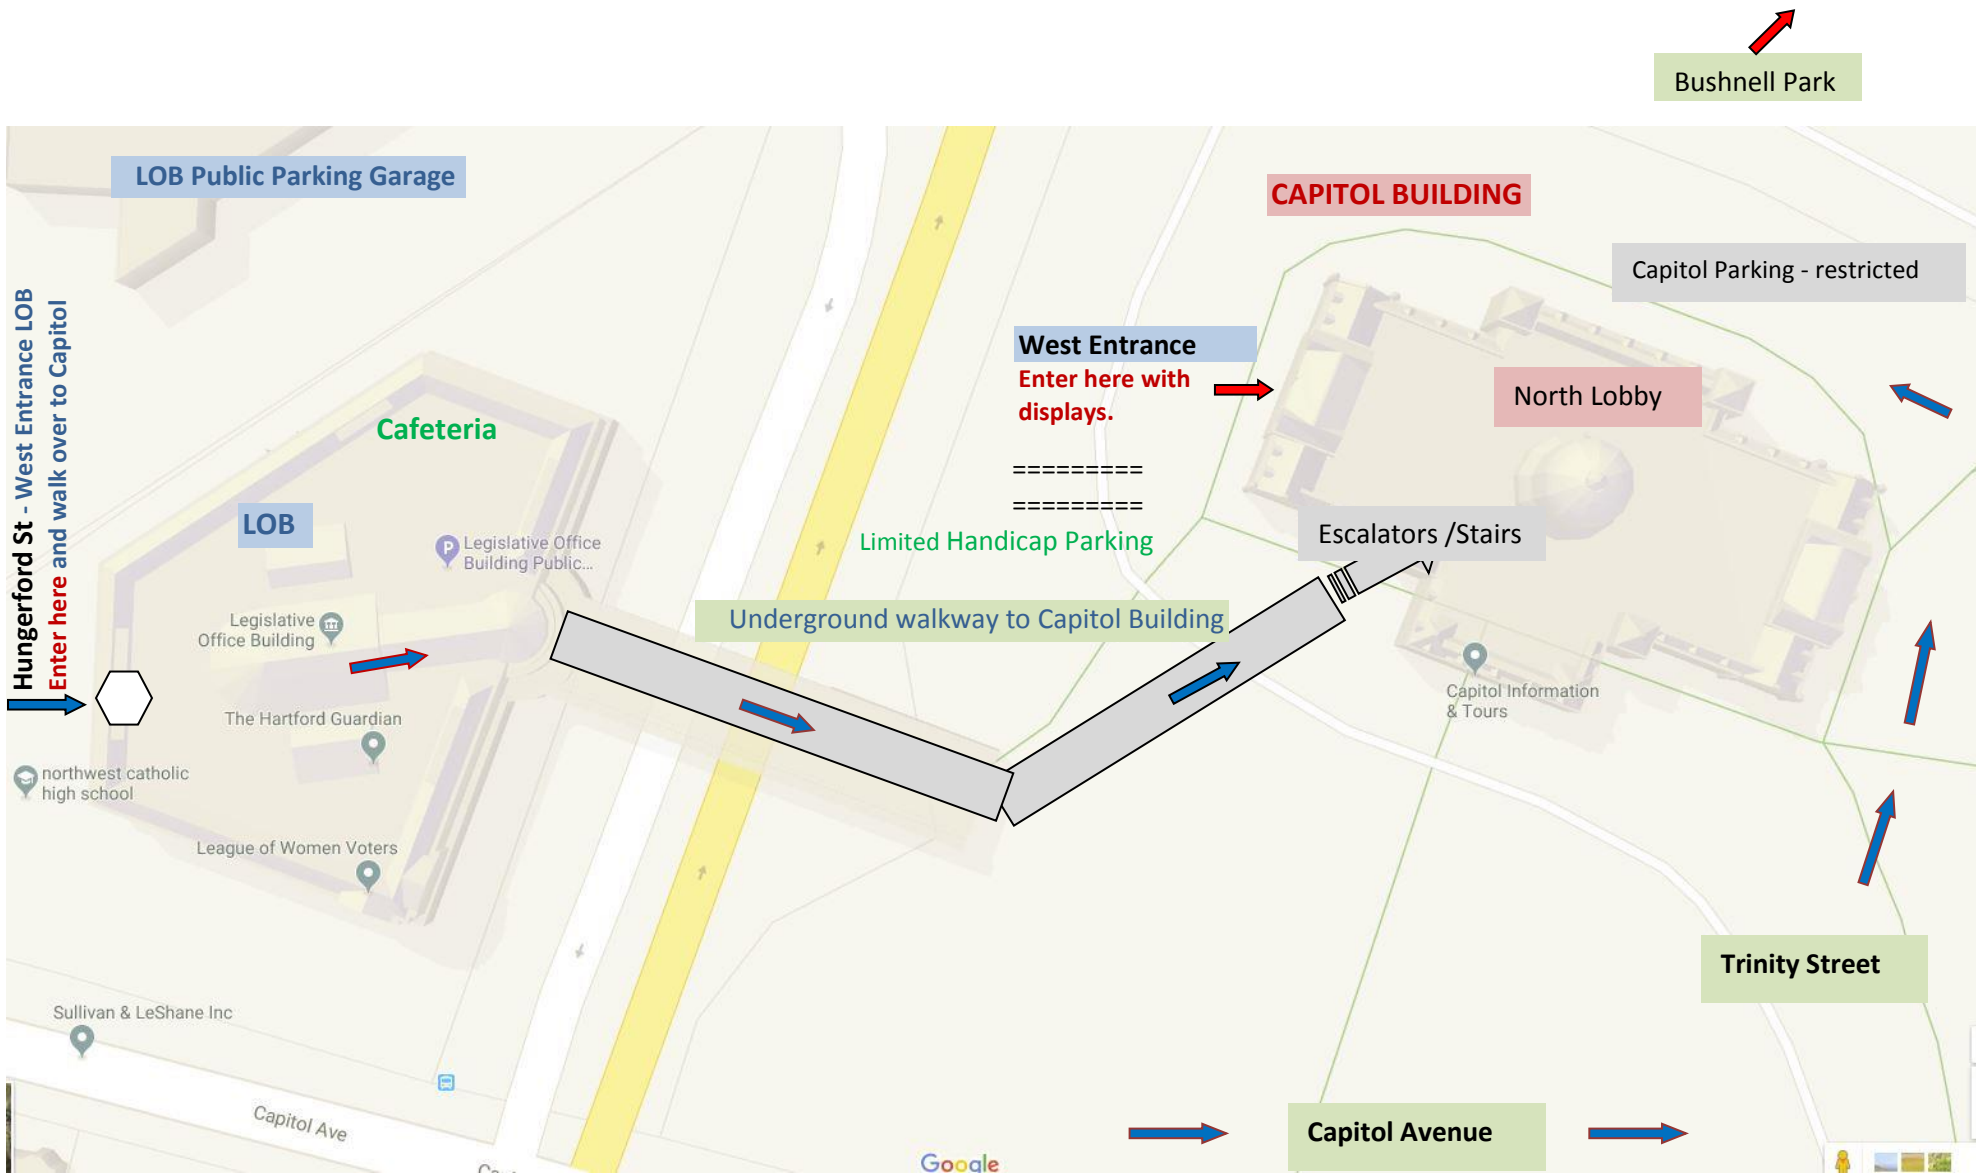 Bushnell Park
LOB Public Parking Garage
CAPITOL BUILDING
Capitol Parking - restricted
Hungerford St - West Entrance LOB
Enter here and walk over to Capitol
West Entrance
Enter here with
displays.
North Lobby
Cafeteria
=========
=========
LOB
Limited Handicap Parking
Escalators /Stairs
Legislative Office
Building Public...
Underground walkway to Capitol Building
Legislative
Office Building
Capitol Information
& Tours
The Hartford Guardian
northwest catholic
high school
League of Women Voters
Trinity Street
Sullivan & LeShane Inc
Capitol Ave
Capitol Avenue
Google